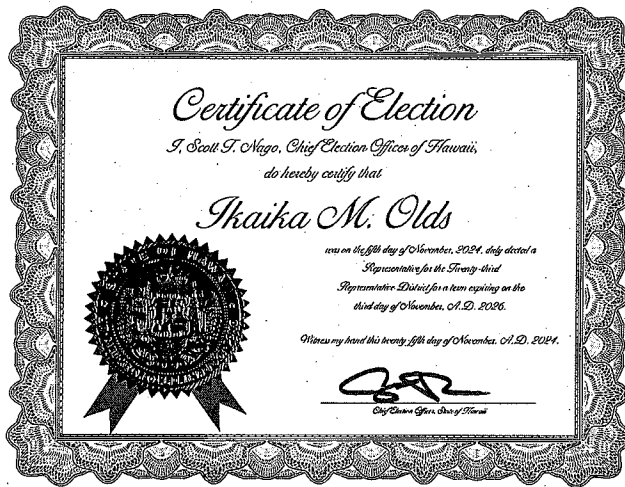 Certificate of Election
I, Scott T. Nago, Chief Election Officer of Hawaii,
do hereby certify that
Ikaika M. Olds
was on the fifth day of November, 2024, duly elected a
Representative for the Twenty-third
Representative District for a term expiring on the
third day of November, A.D. 2026.
Witness my hand this twenty-fifth day of November, A.D. 2024.
Chief Election Officer, State of Hawaii